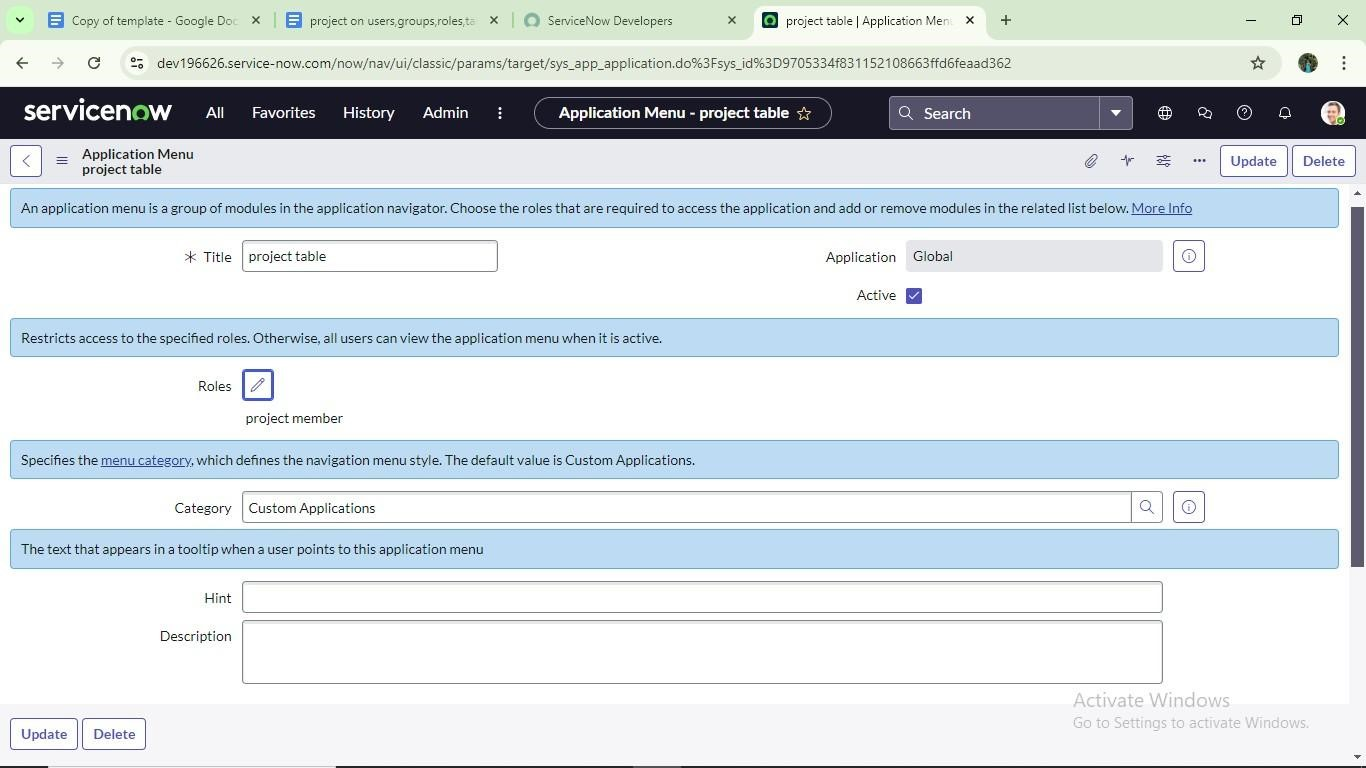 Copy of template - Google Doc
project on users,groups,roles,ta
ServiceNow Developers
project table | Application Men
dev196626.service-now.com/now/nav/ui/classic/params/target/sys_app_application.do%3Fsys_id%3D9705334f831152108663ffd6feaad362
servicenow
All
Favorites
History
Admin
Application Menu - project table
Search
Application Menu
project table
Update
Delete
An application menu is a group of modules in the application navigator. Choose the roles that are required to access the application and add or remove modules in the related list below. More Info
Title
project table
Application
Global
Active
Restricts access to the specified roles. Otherwise, all users can view the application menu when it is active.
Roles
project member
Specifies the menu category, which defines the navigation menu style. The default value is Custom Applications.
Category
Custom Applications
The text that appears in a tooltip when a user points to this application menu
Hint
Description
Activate Windows
Go to Settings to activate Windows.
Update
Delete